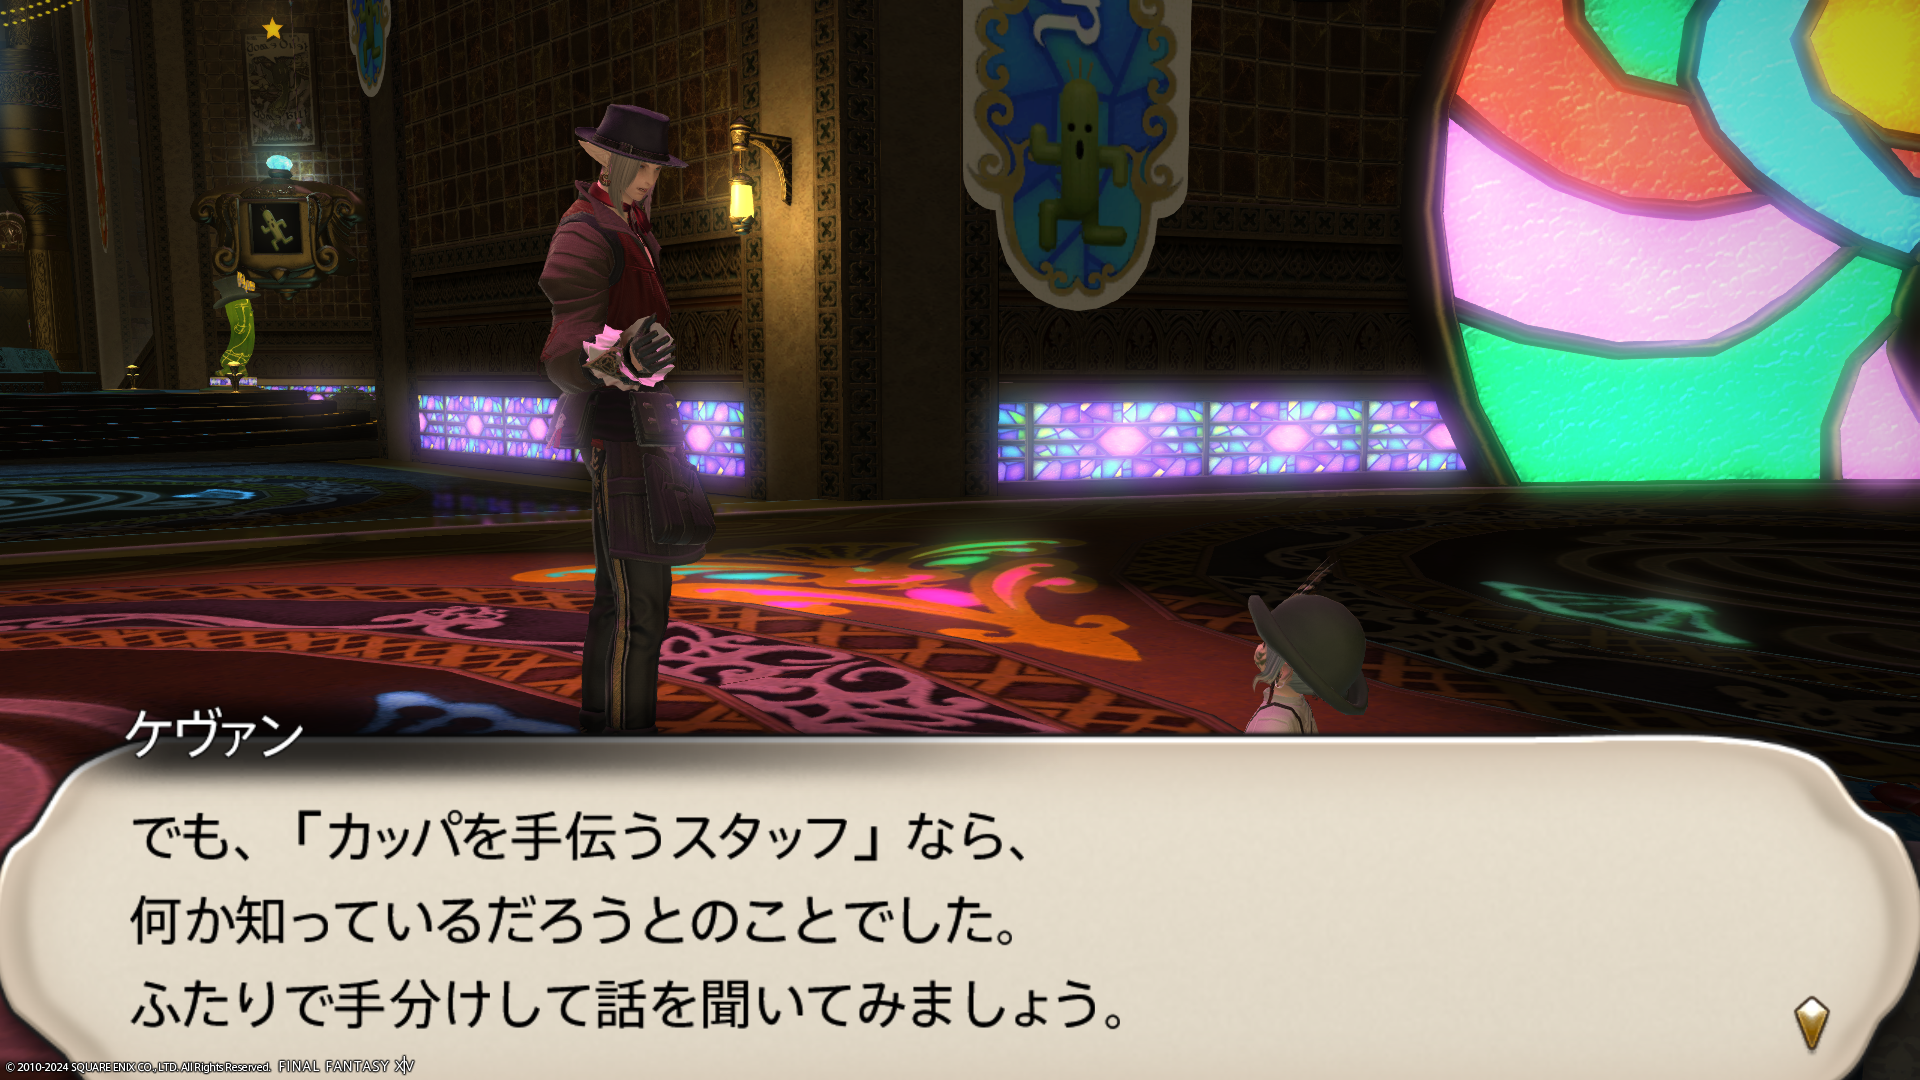 ケヴァン
でも、「カッパを手伝うスタッフ」なら、
何か知っているだろうとのことでした。
ふたりで手分けして話を聞いてみましょう。
© 2010-2024 SQUARE ENIX CO., LTD. All Rights Reserved. FINAL FANTASY XIV